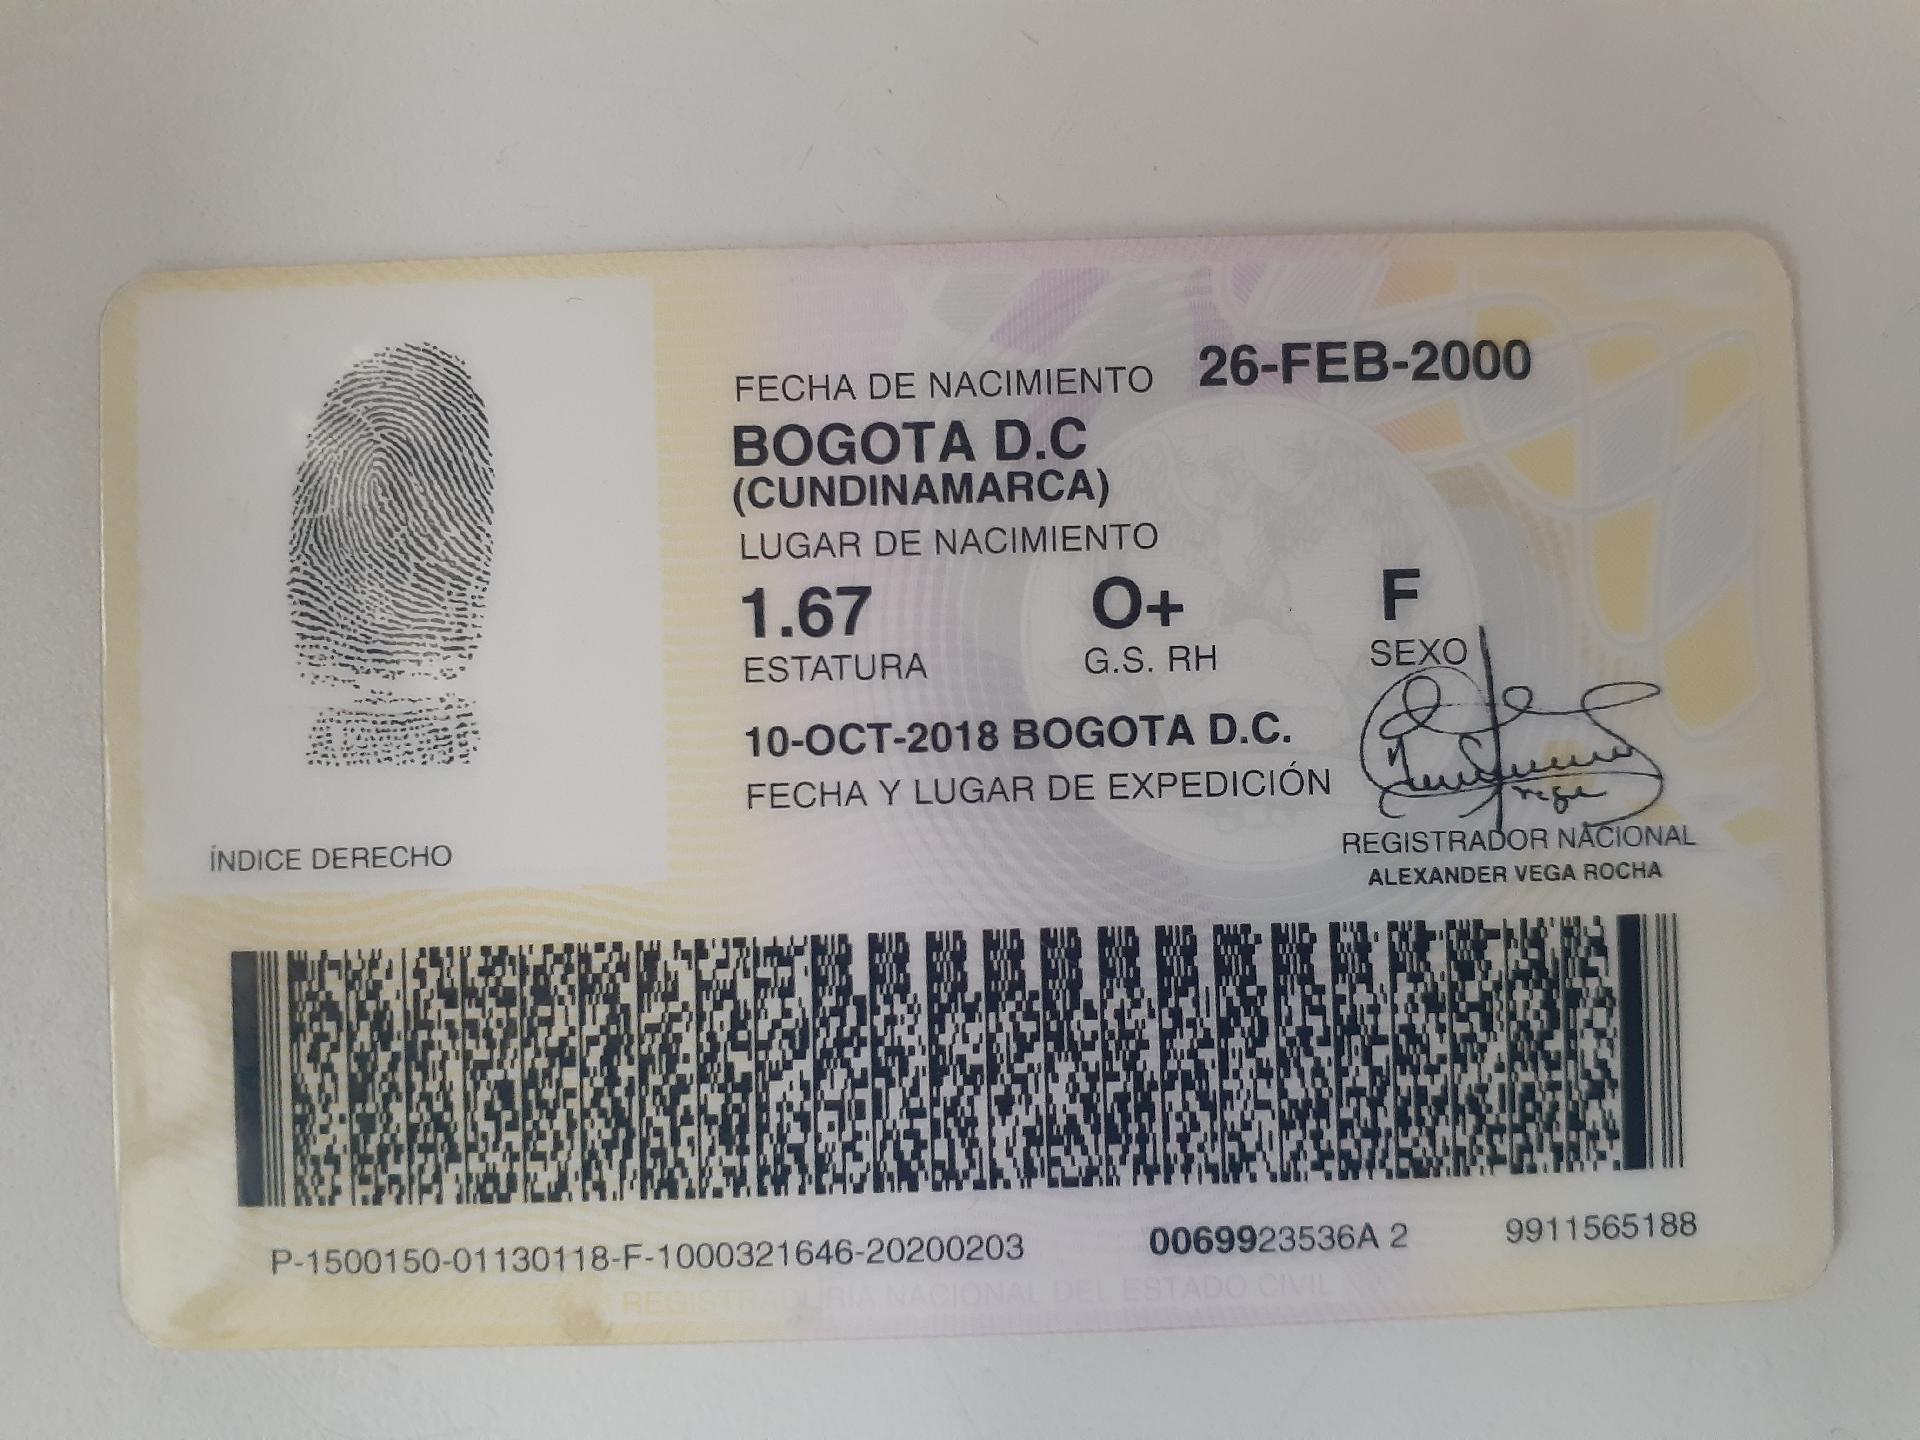 FECHA DE NACIMIENTO 26-FEB-2000
BOGOTA D.C
(CUNDINAMARCA)
LUGAR DE NACIMIENTO
1.67 O+ F
ESTATURA G.S. RH SEXO
10-OCT-2018 BOGOTA D.C.
FECHA Y LUGAR DE EXPEDICIÓN
ÍNDICE DERECHO
REGISTRADOR NACIONAL
ALEXANDER VEGA ROCHA
P-1500150-01130118-F-1000321646-20200203 0069923536A 2 9911565188
REGISTRADURIA NACIONAL DEL ESTADO CIVIL